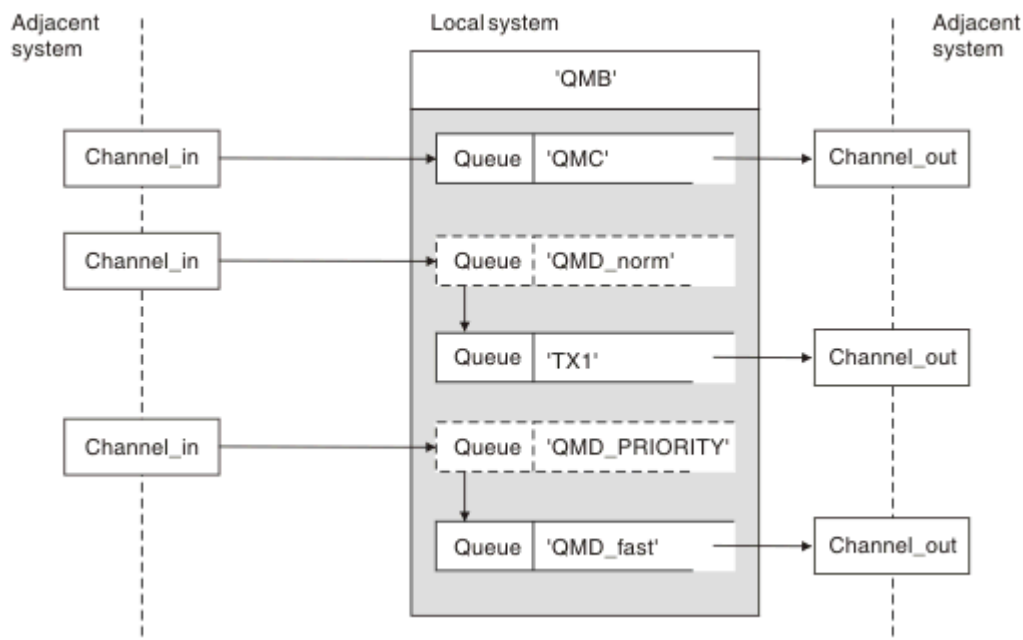 Adjacent
system
Local system
Adjacent
system
'QMB'
Channel_in
Queue 'QMC'
Channel_out
Channel_in
Queue 'QMD_norm'
Queue 'TX1'
Channel_out
Channel_in
Queue 'QMD_PRIORITY'
Queue 'QMD_fast'
Channel_out